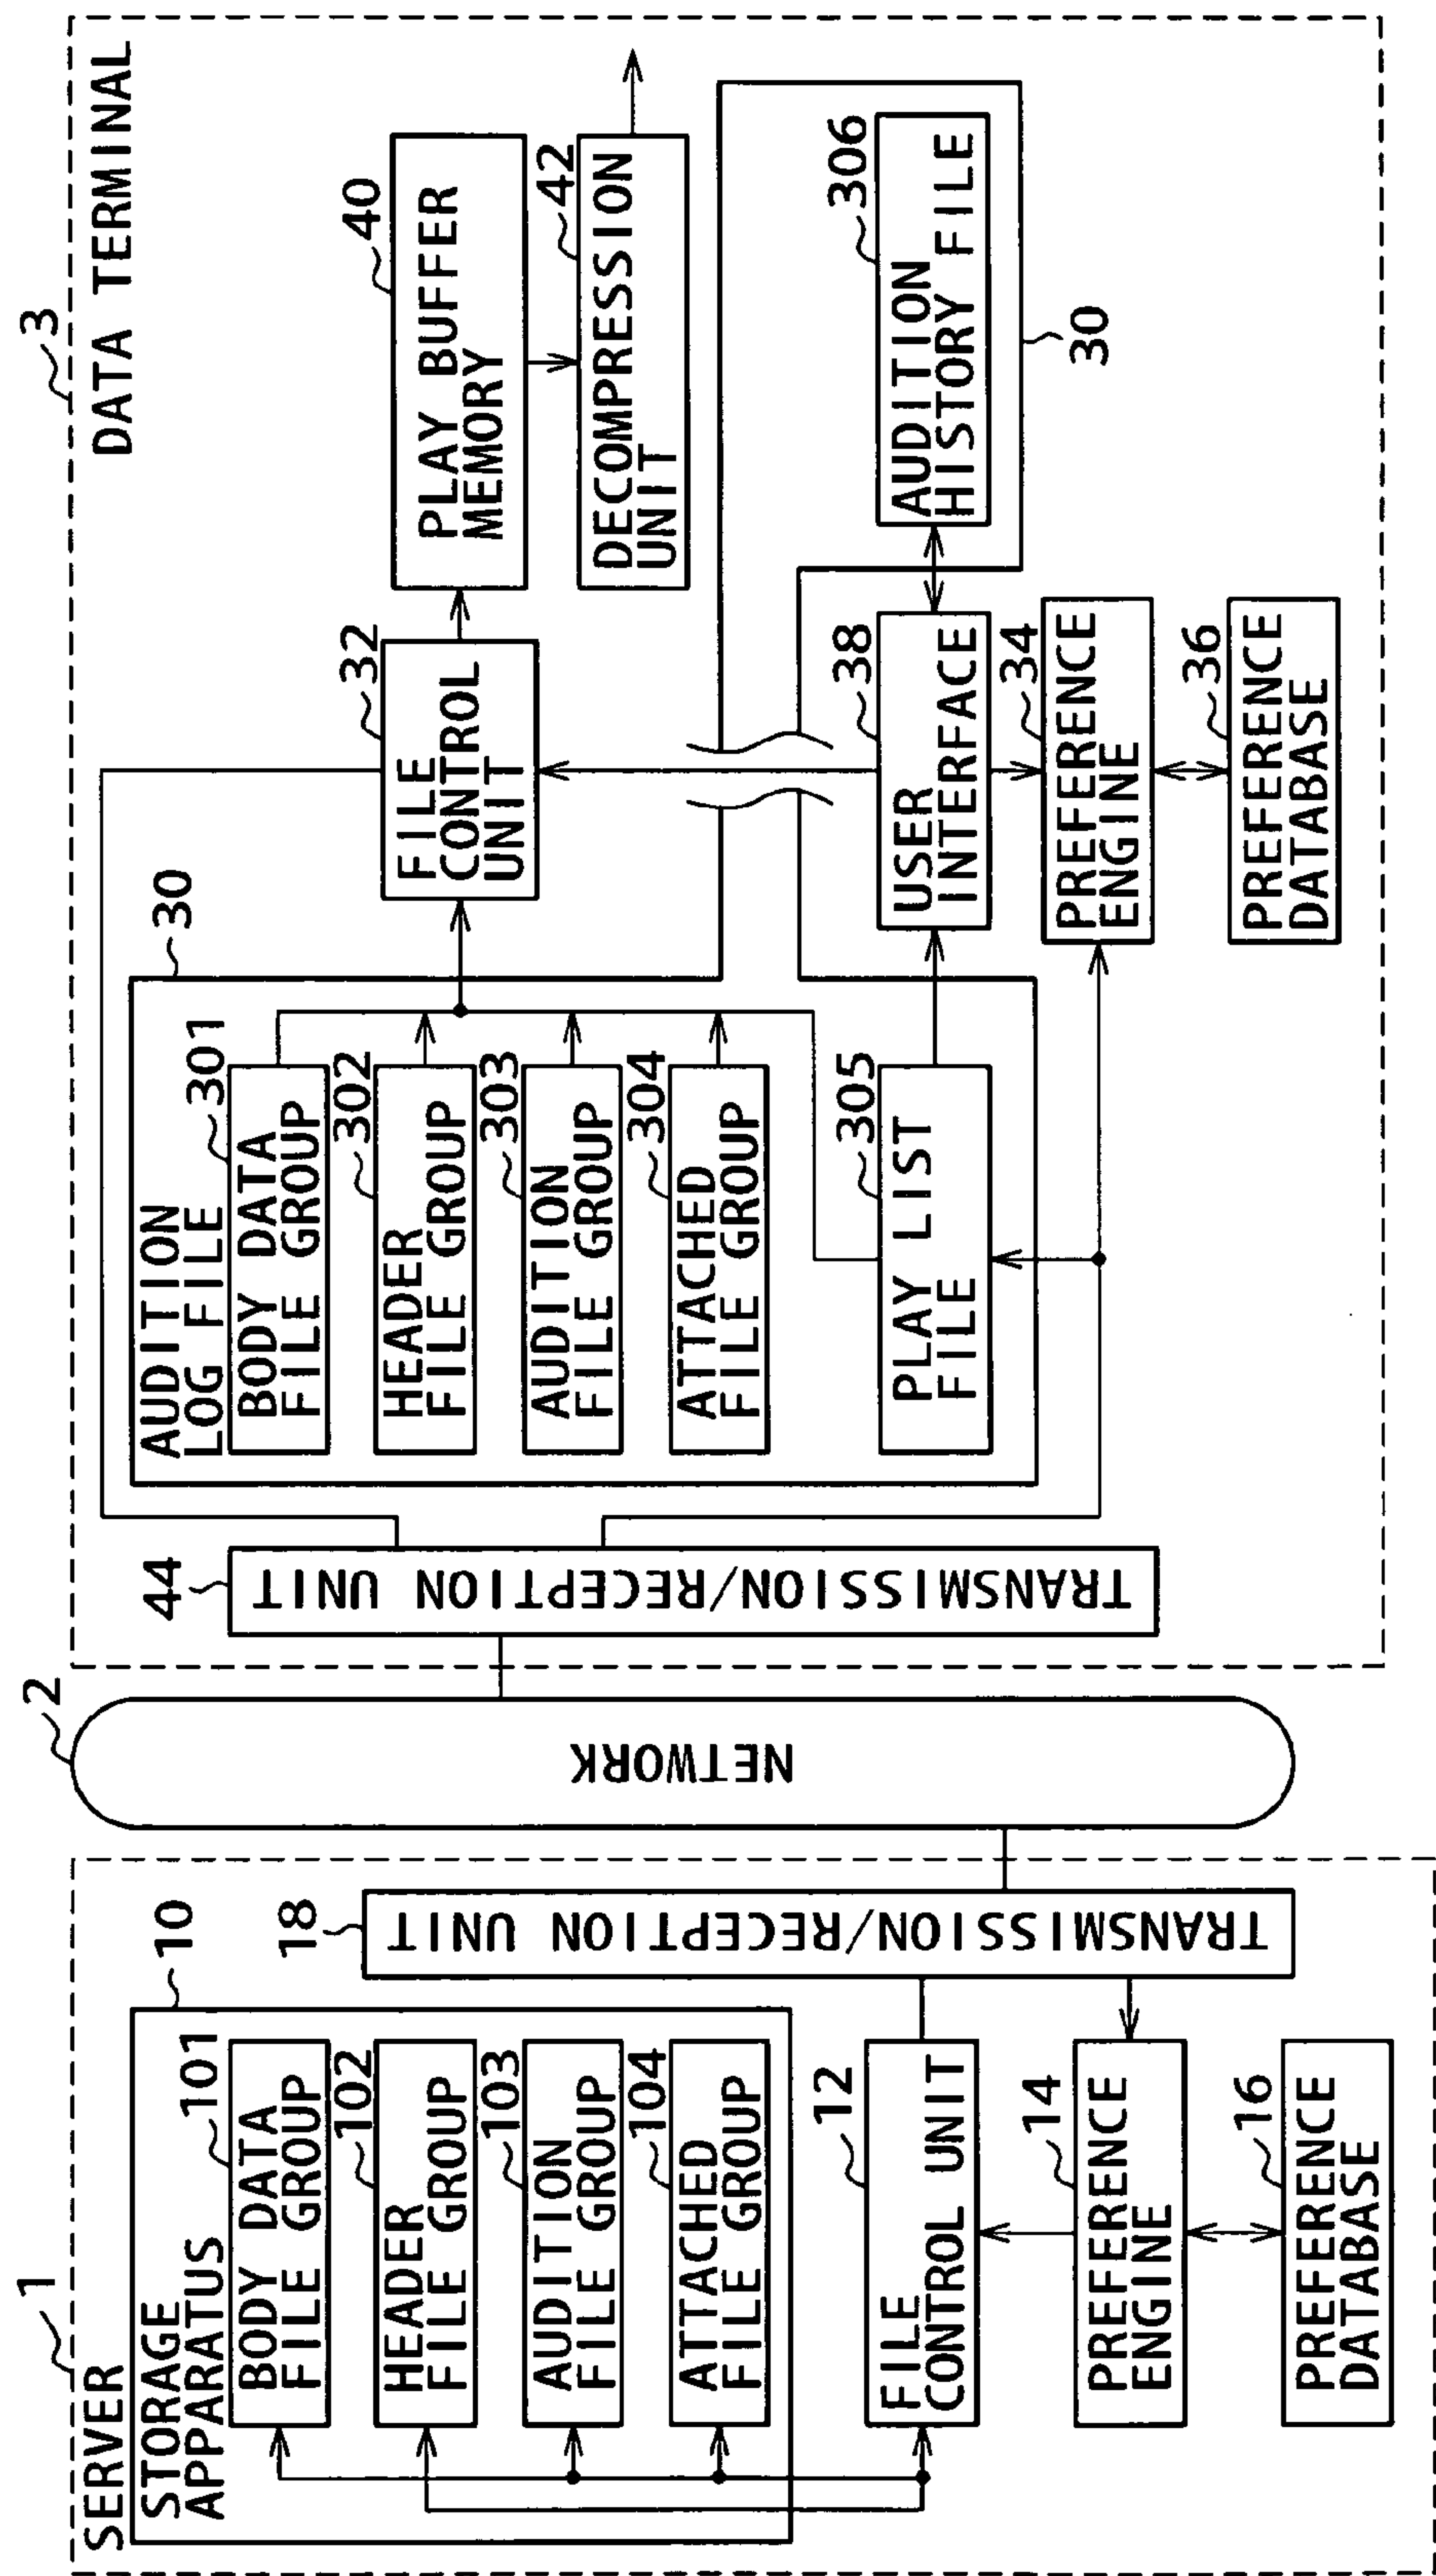 1
SERVER
10
STORAGE
APPARATUS
101
BODY DATA
FILE GROUP
102
HEADER
FILE GROUP
103
AUDITION
FILE GROUP
104
ATTACHED
FILE GROUP
12
FILE
CONTROL UNIT
14
PREFERENCE
ENGINE
16
PREFERENCE
DATABASE
18
TRANSMISSION/RECEPTION UNIT
2
NETWORK
3
DATA TERMINAL
44
TRANSMISSION/RECEPTION UNIT
30
AUDITION
LOG FILE
301
BODY DATA
FILE GROUP
302
HEADER
FILE GROUP
303
AUDITION
FILE GROUP
304
ATTACHED
FILE GROUP
305
PLAY LIST
FILE
32
FILE
CONTROL
UNIT
40
PLAY BUFFER
MEMORY
42
DECOMPRESSION
UNIT
38
USER
INTERFACE
306
AUDITION
HISTORY FILE
30
34
PREFERENCE
ENGINE
36
PREFERENCE
DATABASE